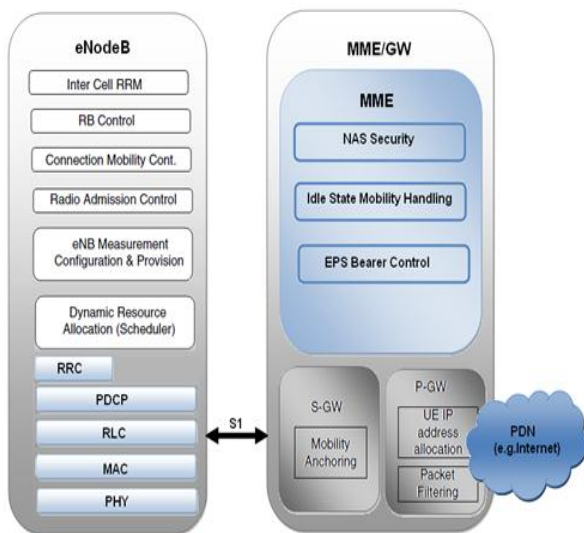 eNodeB
Inter Cell RRM
RB Control
Connection Mobility Cont.
Radio Admission Control
eNB Measurement
Configuration & Provision
Dynamic Resource
Allocation (Scheduler)
RRC
PDCP
RLC
MAC
PHY
S1
MME/GW
MME
NAS Security
Idle State Mobility Handling
EPS Bearer Control
S-GW
Mobility
Anchoring
P-GW
UE IP
address
allocation
Packet
Filtering
PDN
(e.g.Internet)